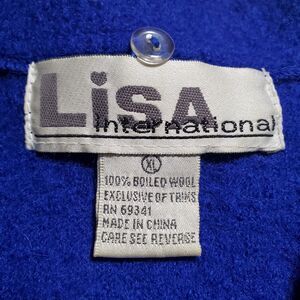 LiSA
International
XL
100% BOILED WOOL
EXCLUSIVE OF TRIMS
RN 69341
MADE IN CHINA
CARE SEE REVERSE